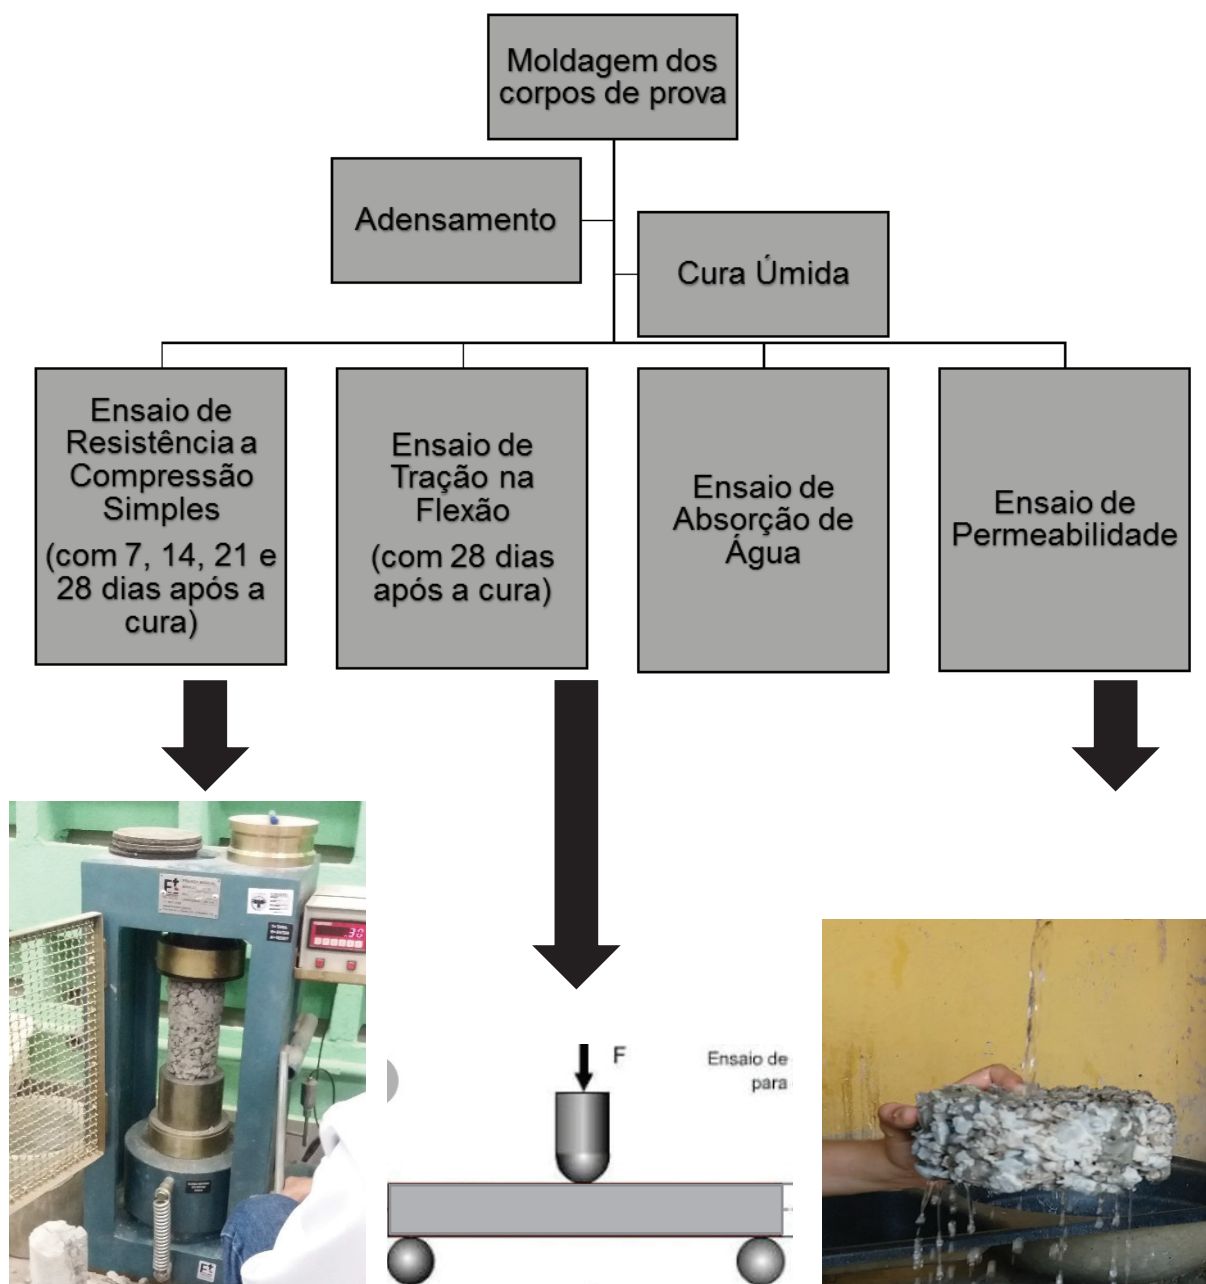 Moldagem dos
corpos de prova
Adensamento
Cura Úmida
Ensaio de
Resistência a
Compressão
Simples
(com 7, 14, 21 e
28 dias após a
cura)
Ensaio de
Tração na
Flexão
(com 28 dias
após a cura)
Ensaio de
Absorção de
Água
Ensaio de
Permeabilidade
30
F
Ensaio de
para